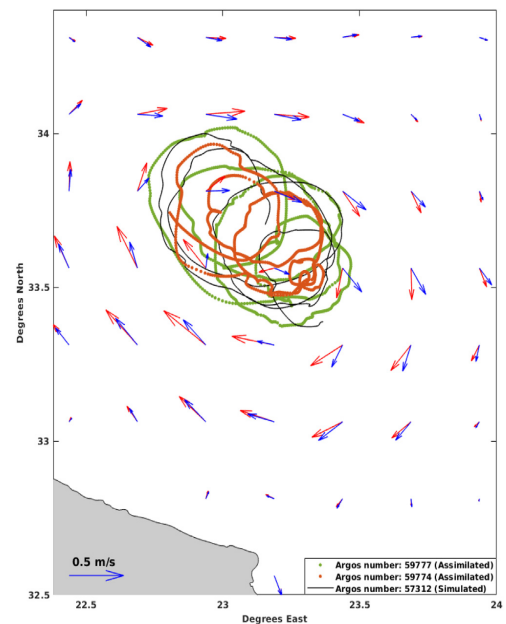 34
33.5
33
32.5
Degrees North
22.5
23
23.5
24
Degrees East
0.5 m/s
Argos number: 59777 (Assimilated)
Argos number: 59774 (Assimilated)
Argos number: 57312 (Simulated)